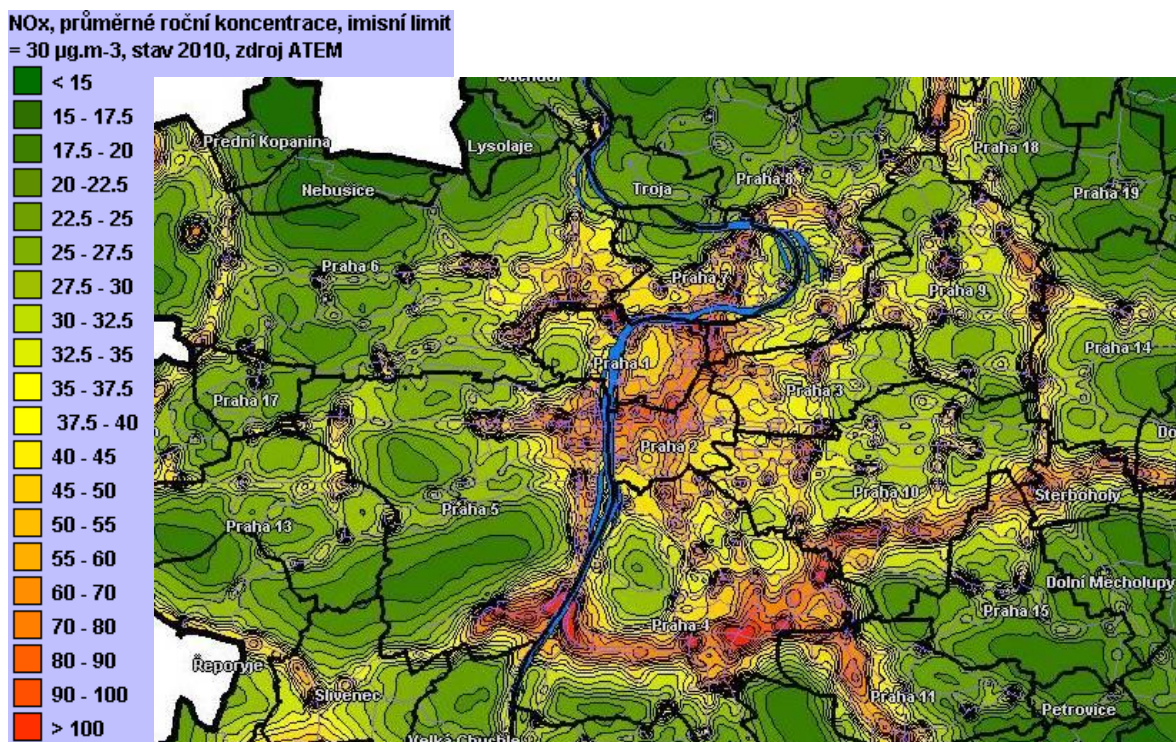 NOx, průměrné roční koncentrace, imisní limit
= 30 µg.m-3, stav 2010, zdroj ATEM
< 15
15 - 17.5
17.5 - 20
20 -22.5
22.5 - 25
25 - 27.5
27.5 - 30
30 - 32.5
32.5 - 35
35 - 37.5
37.5 - 40
40 - 45
45 - 50
50 - 55
55 - 60
60 - 70
70 - 80
80 - 90
90 - 100
> 100
Suchdol
Přední Kopanina
Lysolaje
Praha 18
Nebušice
Troja
Praha 8
Praha 19
Praha 6
Praha 7
Praha 9
Praha 1
Praha 14
Praha 3
Praha 17
Praha 2
Praha 10
Štěrboholy
Praha 5
Praha 13
Dolní Měcholupy
Praha 15
Praha 4
Řeporyje
Slivenec
Praha 11
Petrovice
Velká Chuchle